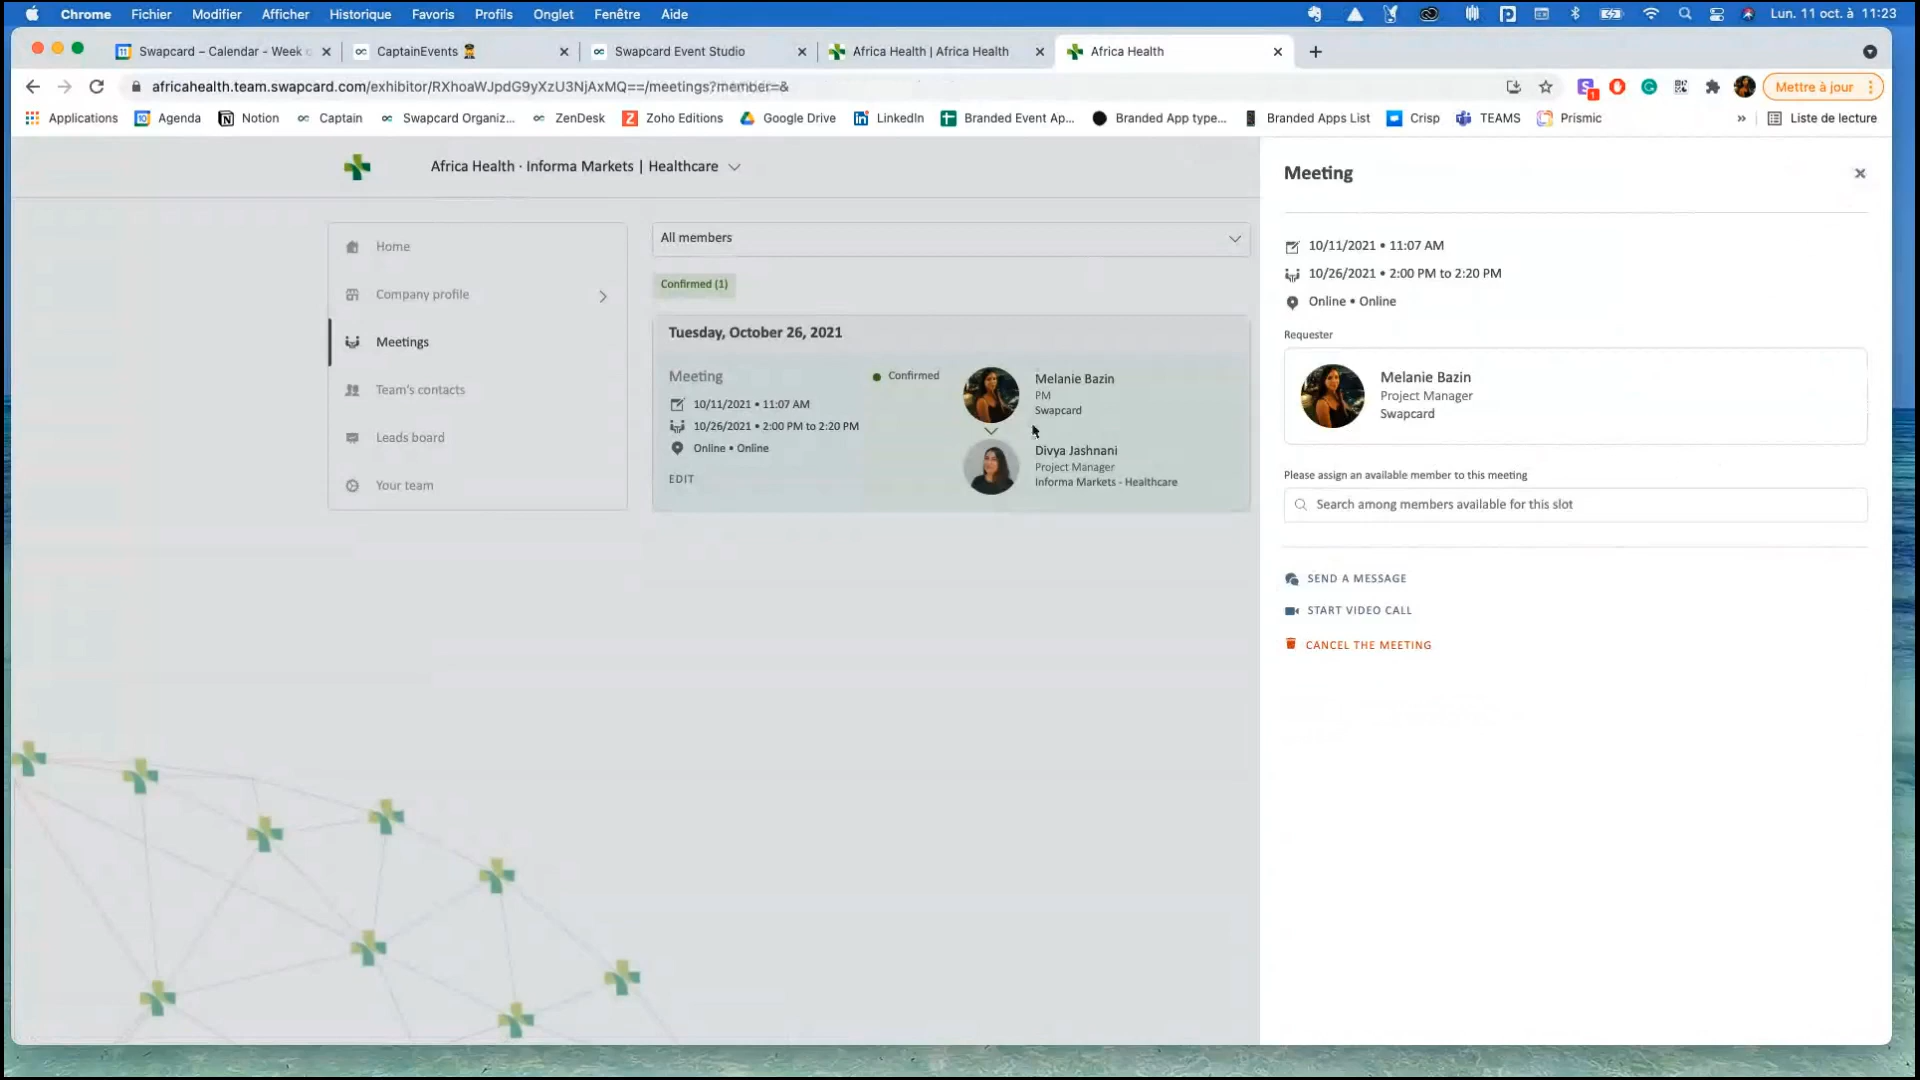 Chrome Fichier Modifier Afficher Historique Favoris Profils Onglet Fenêtre Aide Lun. 11 oct. à 11:23
Swapcard – Calendar - Week CaptainEvents Swapcard Event Studio Africa Health | Africa Health Africa Health
africahealth.team.swapcard.com/exhibitor/RXhoaWJpdG9yXzU3NjAxMQ==/meetings?member=& Mettre à jour
Applications Agenda Notion Captain Swapcard Organiz... ZenDesk Zoho Editions Google Drive LinkedIn Branded Event Ap... Branded App type... Branded Apps List Crisp TEAMS Prismic » Liste de lecture
Africa Health · Informa Markets | Healthcare
Home
Company profile
Meetings
Team's contacts
Leads board
Your team
All members
Confirmed (1)
Tuesday, October 26, 2021
Meeting
Confirmed
10/11/2021 • 11:07 AM
10/26/2021 • 2:00 PM to 2:20 PM
Online • Online
EDIT
Melanie Bazin
PM
Swapcard
Divya Jashnani
Project Manager
Informa Markets - Healthcare
Meeting
10/11/2021 • 11:07 AM
10/26/2021 • 2:00 PM to 2:20 PM
Online • Online
Requester
Melanie Bazin
Project Manager
Swapcard
Please assign an available member to this meeting
Search among members available for this slot
SEND A MESSAGE
START VIDEO CALL
CANCEL THE MEETING